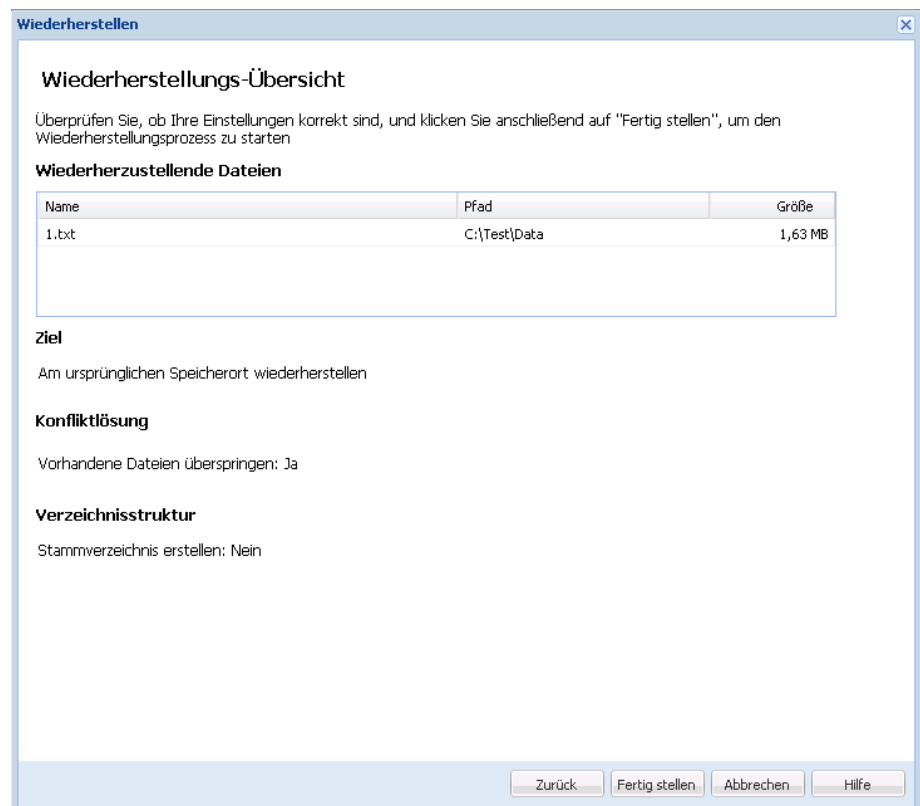 Wiederherstellen
Wiederherstellungs-Übersicht
Überprüfen Sie, ob Ihre Einstellungen korrekt sind, und klicken Sie anschließend auf "Fertig stellen", um den
Wiederherstellungsprozess zu starten
Wiederherzustellende Dateien
Name Pfad Größe
1.txt C:\Test\Data 1,63 MB
Ziel
Am ursprünglichen Speicherort wiederherstellen
Konfliktlösung
Vorhandene Dateien überspringen: Ja
Verzeichnisstruktur
Stammverzeichnis erstellen: Nein
Zurück Fertig stellen Abbrechen Hilfe